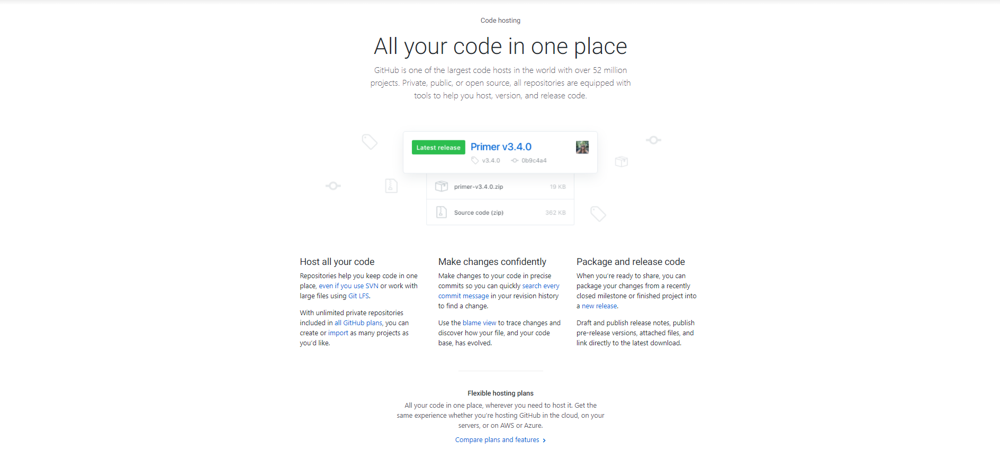 Code hosting
All your code in one place
GitHub is one of the largest code hosts in the world with over 52 million
projects. Private, public, or open source, all repositories are equipped with
tools to help you host, version, and release code.
Latest release Primer v3.4.0
v3.4.0 0b9c4a4
primer-v3.4.0.zip 19 KB
Source code (zip) 362 KB
Host all your code
Repositories help you keep code in one
place, even if you use SVN or work with
large files using Git LFS.
With unlimited private repositories
included in all GitHub plans, you can
create or import as many projects as
you’d like.
Make changes confidently
Make changes to your code in precise
commits so you can quickly search every
commit message in your revision history
to find a change.
Use the blame view to trace changes and
discover how your file, and your code
base, has evolved.
Package and release code
When you’re ready to share, you can
package your changes from a recently
closed milestone or finished project into
a new release.
Draft and publish release notes, publish
pre-release versions, attached files, and
link directly to the latest download.
Flexible hosting plans
All your code in one place, wherever you need to host it. Get the
same experience whether you’re hosting GitHub in the cloud, on your
servers, or on AWS or Azure.
Compare plans and features